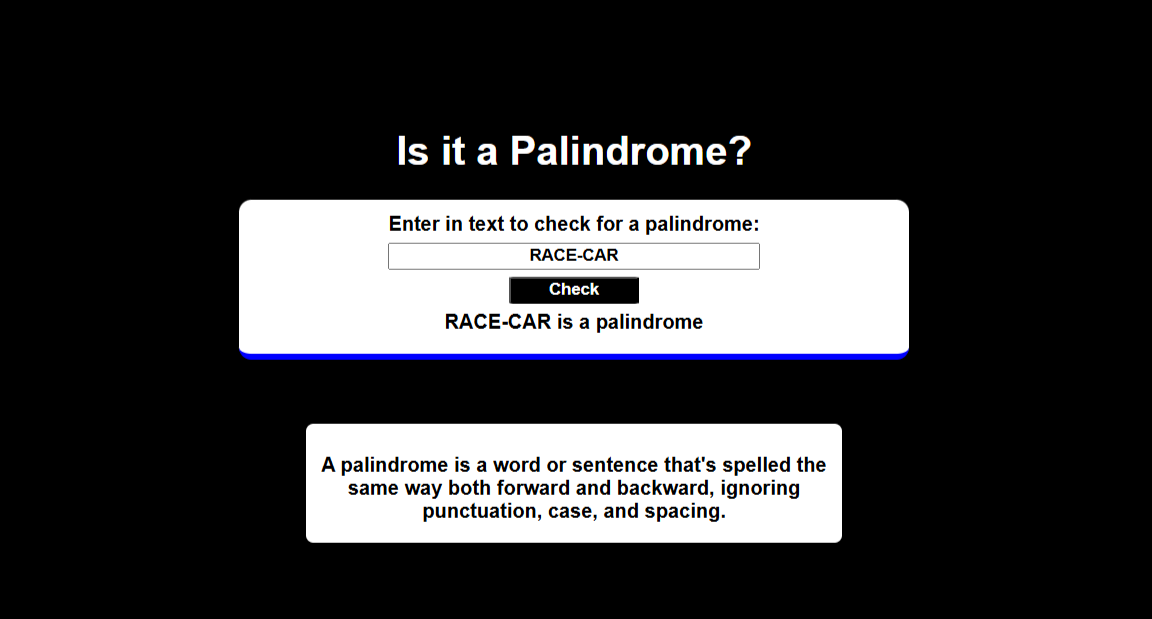 Is it a Palindrome?
Enter in text to check for a palindrome:
RACE-CAR
Check
RACE-CAR is a palindrome
A palindrome is a word or sentence that's spelled the
same way both forward and backward, ignoring
punctuation, case, and spacing.